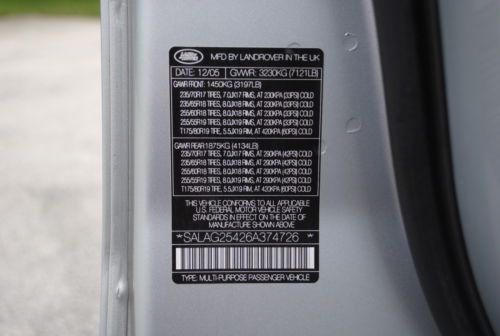 LAND ROVER
MFD BY LANDROVER IN THE UK
DATE: 12/05 GVWR: 3230KG (7121LB)
GAWR FRONT: 1450KG (3197LB)
235/70R17 TIRES, 7.0JX17 RIMS, AT 230KPA (33PSI) COLD
235/65R18 TIRES, 8.0JX18 RIMS, AT 230KPA (33PSI) COLD
255/60R18 TIRES, 8.0JX18 RIMS, AT 230KPA (33PSI) COLD
255/55R19 TIRES, 8.0JX19 RIMS, AT 230KPA (33PSI) COLD
T175/80R19 TIRE, 5.5JX19 RIM, AT 420KPA (60PSI) COLD
GAWR REAR: 1875KG (4134LB)
235/70R17 TIRES, 7.0JX17 RIMS, AT 290KPA (42PSI) COLD
235/65R18 TIRES, 8.0JX18 RIMS, AT 290KPA (42PSI) COLD
255/60R18 TIRES, 8.0JX18 RIMS, AT 290KPA (42PSI) COLD
255/55R19 TIRES, 8.0JX19 RIMS, AT 290KPA (42PSI) COLD
T175/80R19 TIRE, 5.5JX19 RIM, AT 420KPA (60PSI) COLD
THIS VEHICLE CONFORMS TO ALL APPLICABLE
U.S. FEDERAL MOTOR VEHICLE SAFETY
STANDARDS IN EFFECT ON THE DATE OF
MANUFACTURE SHOWN ABOVE
*SALAG25426A374726*
TYPE: MULTI-PURPOSE PASSENGER VEHICLE